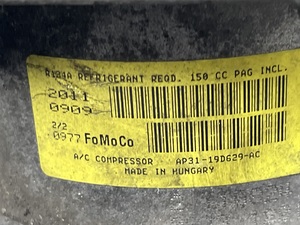 R134A REFRIGERANT REQD. 150 CC PAG INCL.
2011
0909
2/2
0977 FoMoCo
A/C COMPRESSOR AP31-19D629-AC
MADE IN HUNGARY